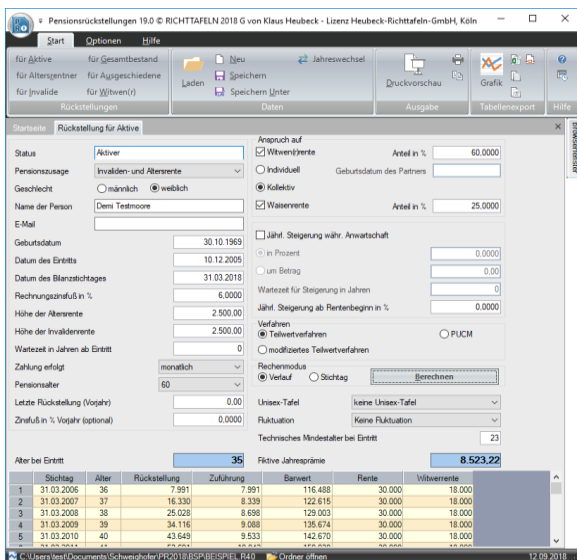 Pensionsrückstellungen 19.0 © RICHTTAFELN 2018 G von Klaus Heubeck - Lizenz Heubeck-Richttafeln-GmbH, Köln
Start Optionen Hilfe
für Aktive für Gesamtbestand Neu Jahreswechsel
für Altersrentner für Ausgeschiedene Laden Speichern Druckvorschau Grafik
für Invalide für Witwen(r) Speichern Unter
Rückstellungen Daten Ausgabe Tabellenexport Hilfe
Startseite Rückstellung für Aktive
Status Aktiver
Pensionszusage Invaliden- und Altersrente
Geschlecht männlich weiblich
Name der Person Demi Testmoore
E-Mail
Geburtsdatum 30.10.1969
Datum des Eintritts 10.12.2005
Datum des Bilanzstichtages 31.03.2018
Rechnungszinsfuß in % 6,0000
Höhe der Altersrente 2.500,00
Höhe der Invalidenrente 2.500,00
Wartezeit in Jahren ab Eintritt 0
Zahlung erfolgt monatlich
Pensionsalter 60
Letzte Rückstellung (Vorjahr) 0,00
Zinsfuß in % Vorjahr (optional) 0,0000
Alter bei Eintritt 35
Anspruch auf
Witwen(r)rente Anteil in % 60,0000
Individuell Geburtsdatum des Partners
Kollektiv
Waisenrente Anteil in % 25,0000
Jährl. Steigerung währ. Anwartschaft
in Prozent 0,0000
um Betrag 0,00
Wartezeit für Steigerung in Jahren 0
Jährl. Steigerung ab Rentenbeginn in % 0,0000
Verfahren
Teilwertverfahren PUCM
modifiziertes Teilwertverfahren
Rechenmodus
Verlauf Stichtag Berechnen
Unisex-Tafel keine Unisex-Tafel
Fluktuation Keine Fluktuation
Technisches Mindestalter bei Eintritt 23
Fiktive Jahresprämie 8.523,22
Stichtag Alter Rückstellung Zuführung Barwert Rente Witwerrente
1 31.03.2006 36 7.991 7.991 116.488 30.000 18.000
2 31.03.2007 37 16.330 8.339 122.615 30.000 18.000
3 31.03.2008 38 25.028 8.698 129.003 30.000 18.000
4 31.03.2009 39 34.116 9.088 135.674 30.000 18.000
5 31.03.2010 40 43.649 9.533 142.670 30.000 18.000
C:\Users\test\Documents\Schweighofer\PR2018\BSP\BEISPIEL.R40 Ordner öffnen 12.09.2018